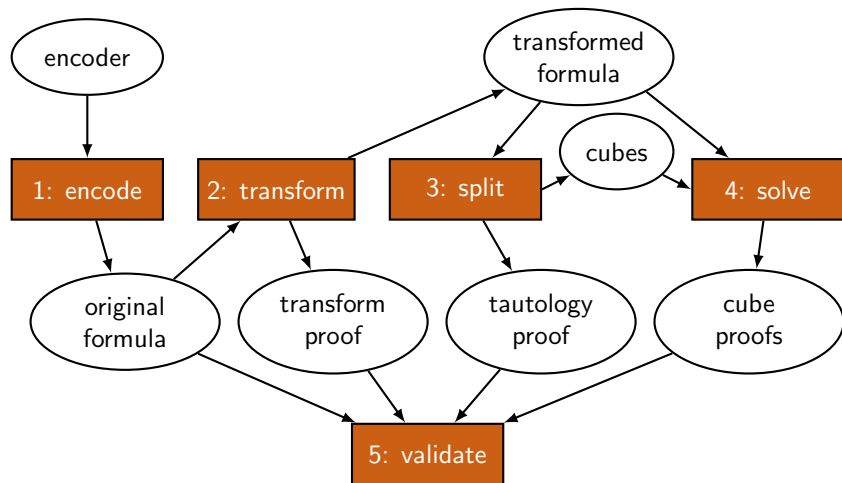 encoder
transformed
formula
cubes
1: encode
2: transform
3: split
4: solve
original
formula
transform
proof
tautology
proof
cube
proofs
5: validate